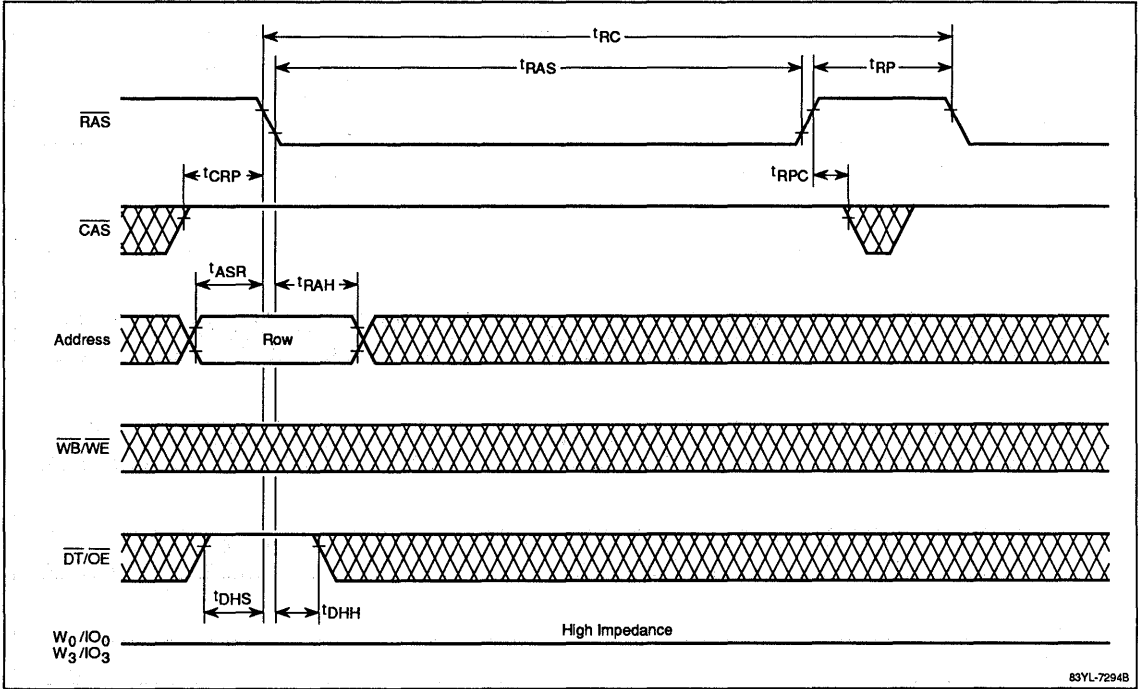 tRC
tRAS
tRP
RAS
tCRP
tRPC
CAS
tASR
tRAH
Address
Row
WB/WE
DT/OE
tDHS
tDHH
High Impedance
W0/IO0
W3/IO3
83YL-7294B